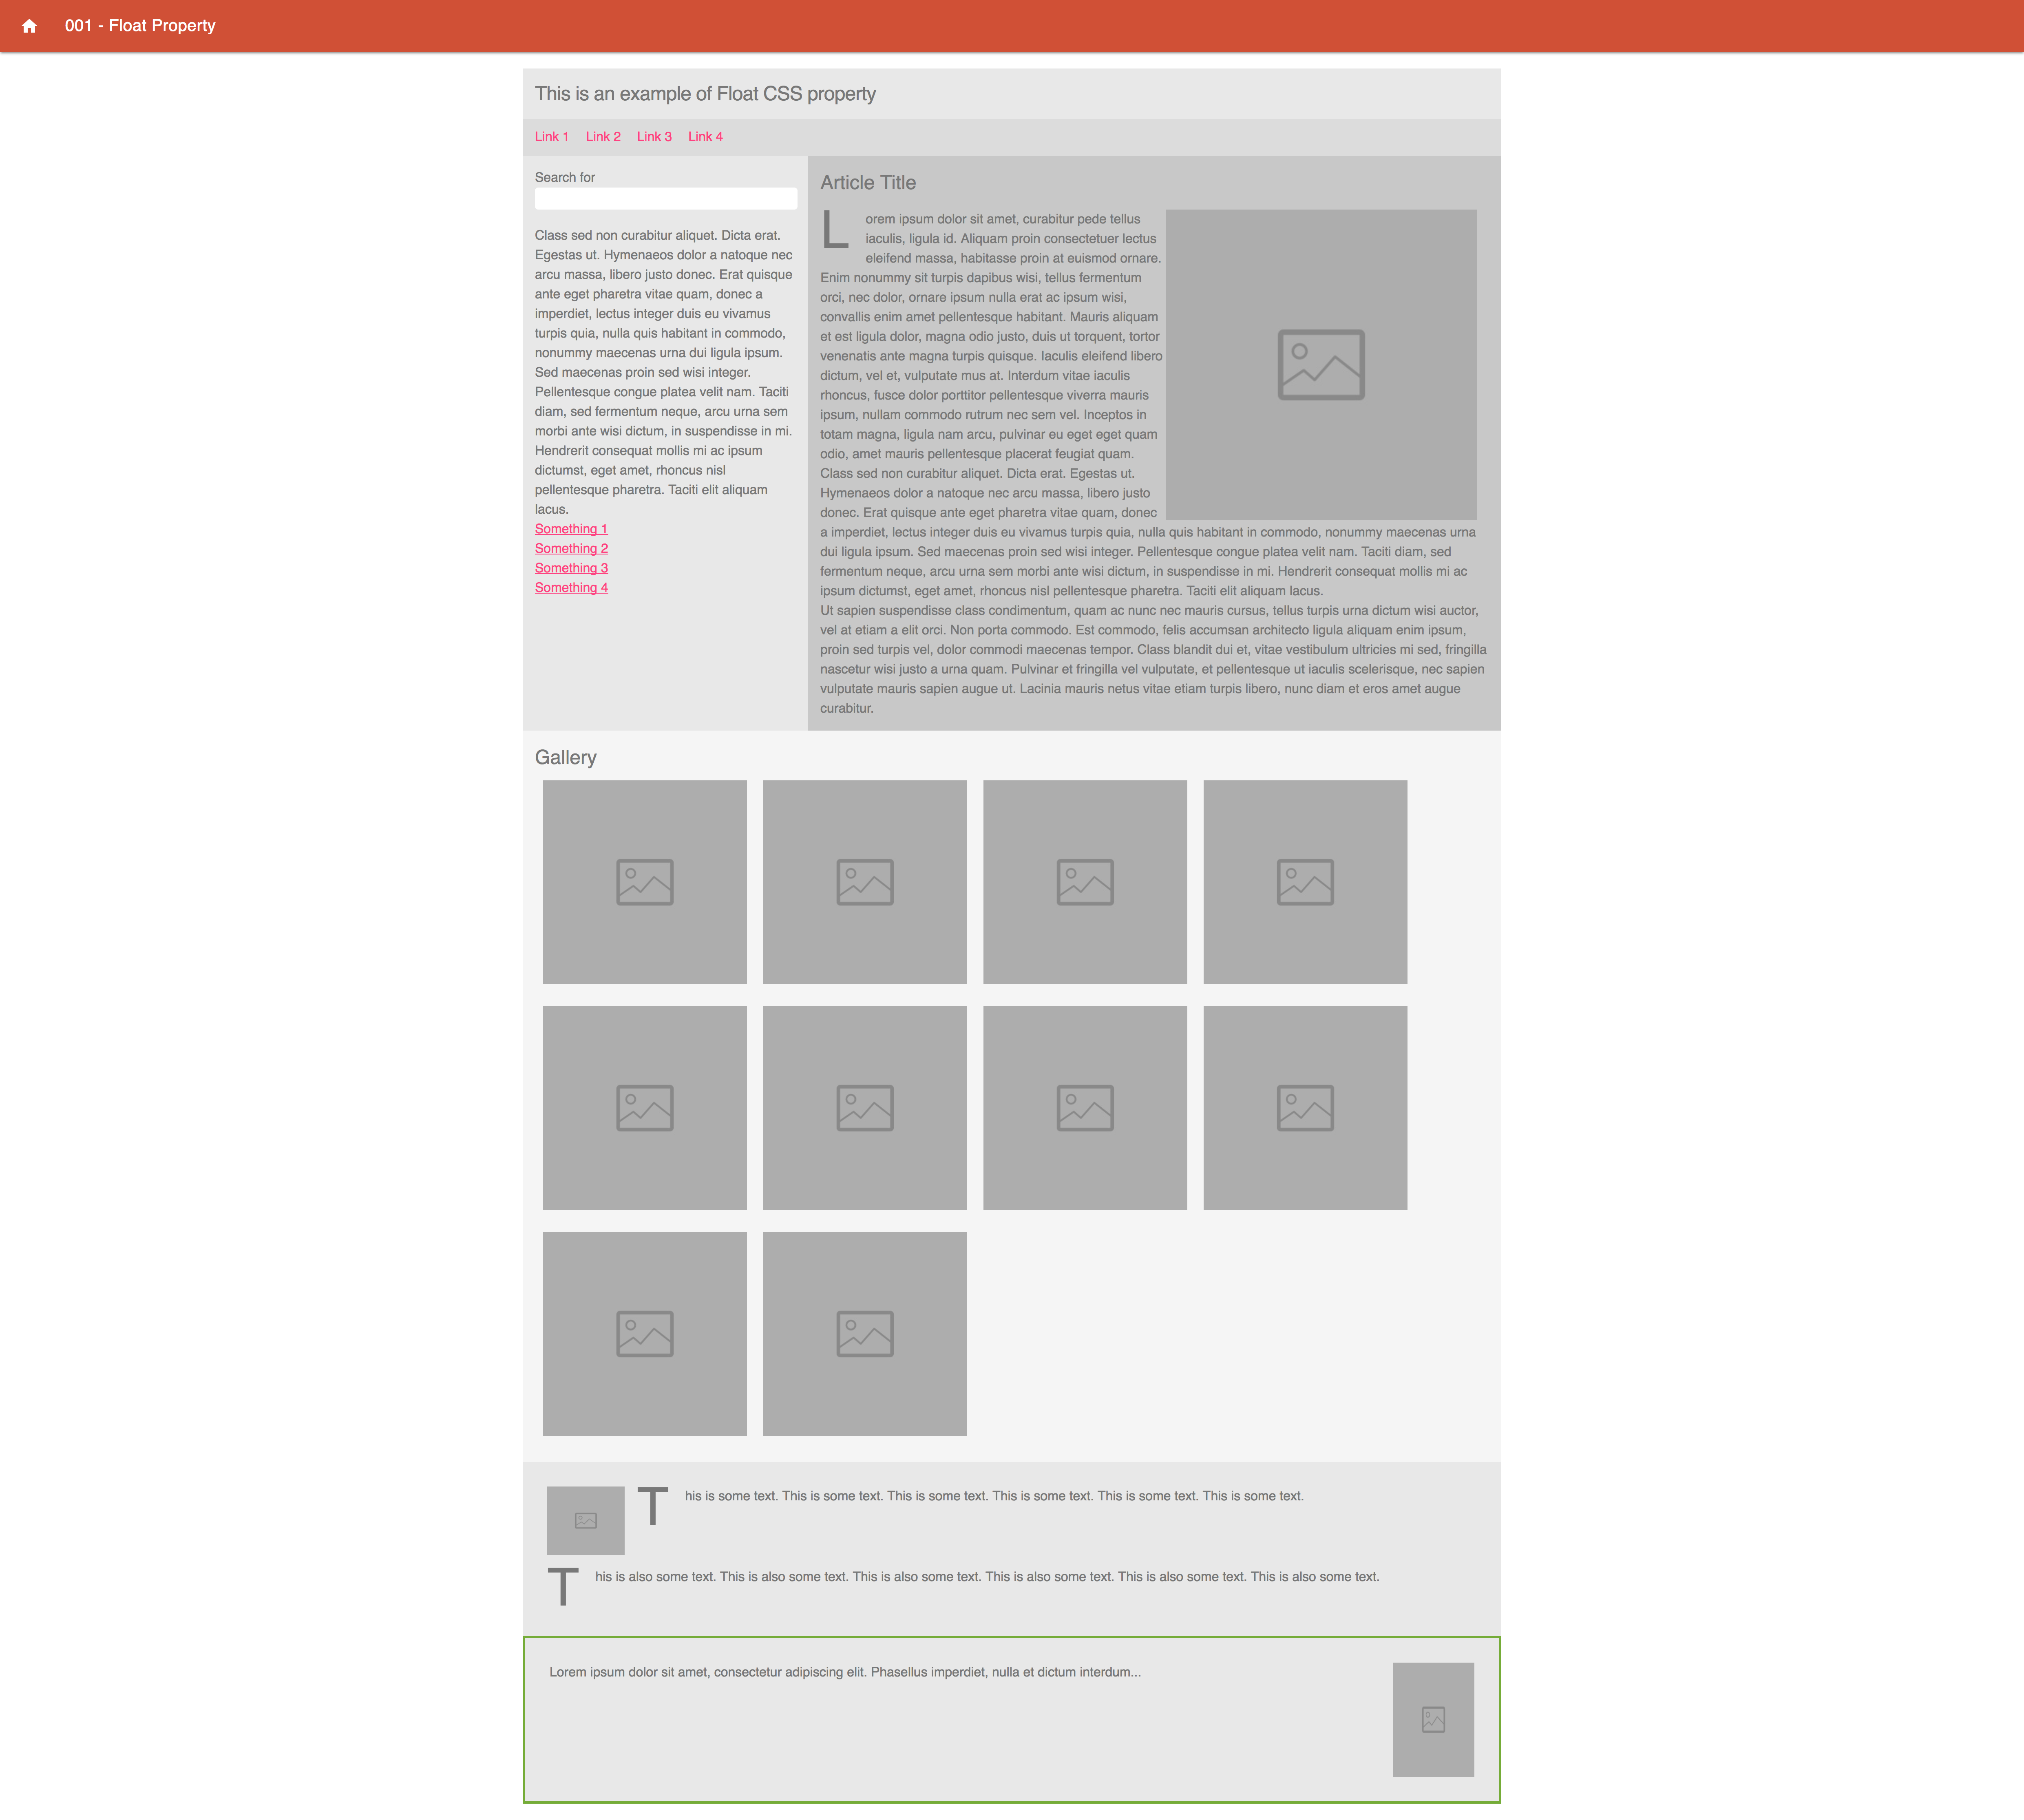 001 - Float Property
This is an example of Float CSS property
Link 1 Link 2 Link 3 Link 4
Search for
Class sed non curabitur aliquet. Dicta erat.
Egestas ut. Hymenaeos dolor a natoque nec
arcu massa, libero justo donec. Erat quisque
ante eget pharetra vitae quam, donec a
imperdiet, lectus integer duis eu vivamus
turpis quia, nulla quis habitant in commodo,
nonummy maecenas urna dui ligula ipsum.
Sed maecenas proin sed wisi integer.
Pellentesque congue platea velit nam. Taciti
diam, sed fermentum neque, arcu urna sem
morbi ante wisi dictum, in suspendisse in mi.
Hendrerit consequat mollis mi ac ipsum
dictumst, eget amet, rhoncus nisl
pellentesque pharetra. Taciti elit aliquam
lacus.
Something 1
Something 2
Something 3
Something 4
Article Title
Lorem ipsum dolor sit amet, curabitur pede tellus
iaculis, ligula id. Aliquam proin consectetuer lectus
eleifend massa, habitasse proin at euismod ornare.
Enim nonummy sit turpis dapibus wisi, tellus fermentum
orci, nec dolor, ornare ipsum nulla erat ac ipsum wisi,
convallis enim amet pellentesque habitant. Mauris aliquam
et est ligula dolor, magna odio justo, duis ut torquent, tortor
venenatis ante magna turpis quisque. Iaculis eleifend libero
dictum, vel et, vulputate mus at. Interdum vitae iaculis
rhoncus, fusce dolor porttitor pellentesque viverra mauris
ipsum, nullam commodo rutrum nec sem vel. Inceptos in
totam magna, ligula nam arcu, pulvinar eu eget eget quam
odio, amet mauris pellentesque placerat feugiat quam.
Class sed non curabitur aliquet. Dicta erat. Egestas ut.
Hymenaeos dolor a natoque nec arcu massa, libero justo
donec. Erat quisque ante eget pharetra vitae quam, donec
a imperdiet, lectus integer duis eu vivamus turpis quia, nulla quis habitant in commodo, nonummy maecenas urna
dui ligula ipsum. Sed maecenas proin sed wisi integer. Pellentesque congue platea velit nam. Taciti diam, sed
fermentum neque, arcu urna sem morbi ante wisi dictum, in suspendisse in mi. Hendrerit consequat mollis mi ac
ipsum dictumst, eget amet, rhoncus nisl pellentesque pharetra. Taciti elit aliquam lacus.
Ut sapien suspendisse class condimentum, quam ac nunc nec mauris cursus, tellus turpis urna dictum wisi auctor,
vel at etiam a elit orci. Non porta commodo. Est commodo, felis accumsan architecto ligula aliquam enim ipsum,
proin sed turpis vel, dolor commodi maecenas tempor. Class blandit dui et, vitae vestibulum ultricies mi sed, fringilla
nascetur wisi justo a urna quam. Pulvinar et fringilla vel vulputate, et pellentesque ut iaculis scelerisque, nec sapien
vulputate mauris sapien augue ut. Lacinia mauris netus vitae etiam turpis libero, nunc diam et eros amet augue
curabitur.
Gallery
This is some text. This is some text. This is some text. This is some text. This is some text. This is some text.
This is also some text. This is also some text. This is also some text. This is also some text. This is also some text. This is also some text.
Lorem ipsum dolor sit amet, consectetur adipiscing elit. Phasellus imperdiet, nulla et dictum interdum...